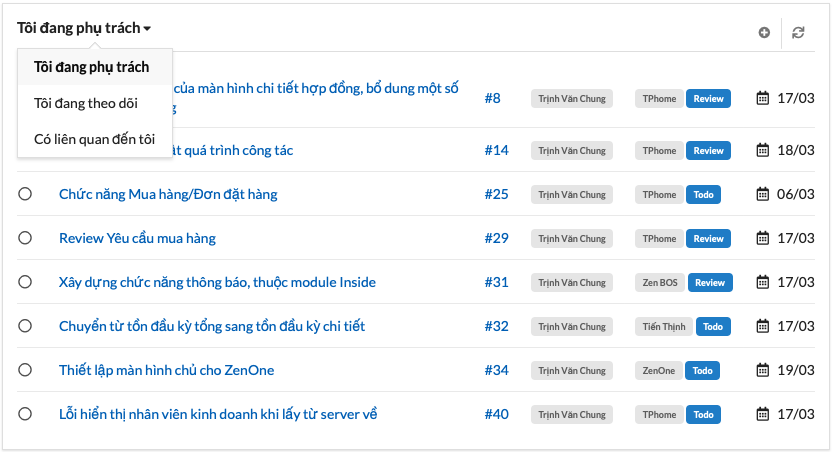 Tôi đang phụ trách
Tôi đang phụ trách
Tôi đang theo dõi
Có liên quan đến tôi
của màn hình chi tiết hợp đồng, bổ dung một số
#8 Trịnh Văn Chung TPhome Review 17/03
quá trình công tác #14 Trịnh Văn Chung TPhome Review 18/03
Chức năng Mua hàng/Đơn đặt hàng #25 Trịnh Văn Chung TPhome Todo 06/03
Review Yêu cầu mua hàng #29 Trịnh Văn Chung TPhome Review 17/03
Xây dựng chức năng thông báo, thuộc module Inside #31 Trịnh Văn Chung Zen BOS Review 17/03
Chuyển từ tồn đầu kỳ tổng sang tồn đầu kỳ chi tiết #32 Trịnh Văn Chung Tiến Thịnh Todo 17/03
Thiết lập màn hình chủ cho ZenOne #34 Trịnh Văn Chung ZenOne Todo 19/03
Lỗi hiển thị nhân viên kinh doanh khi lấy từ server về #40 Trịnh Văn Chung TPhome Todo 17/03